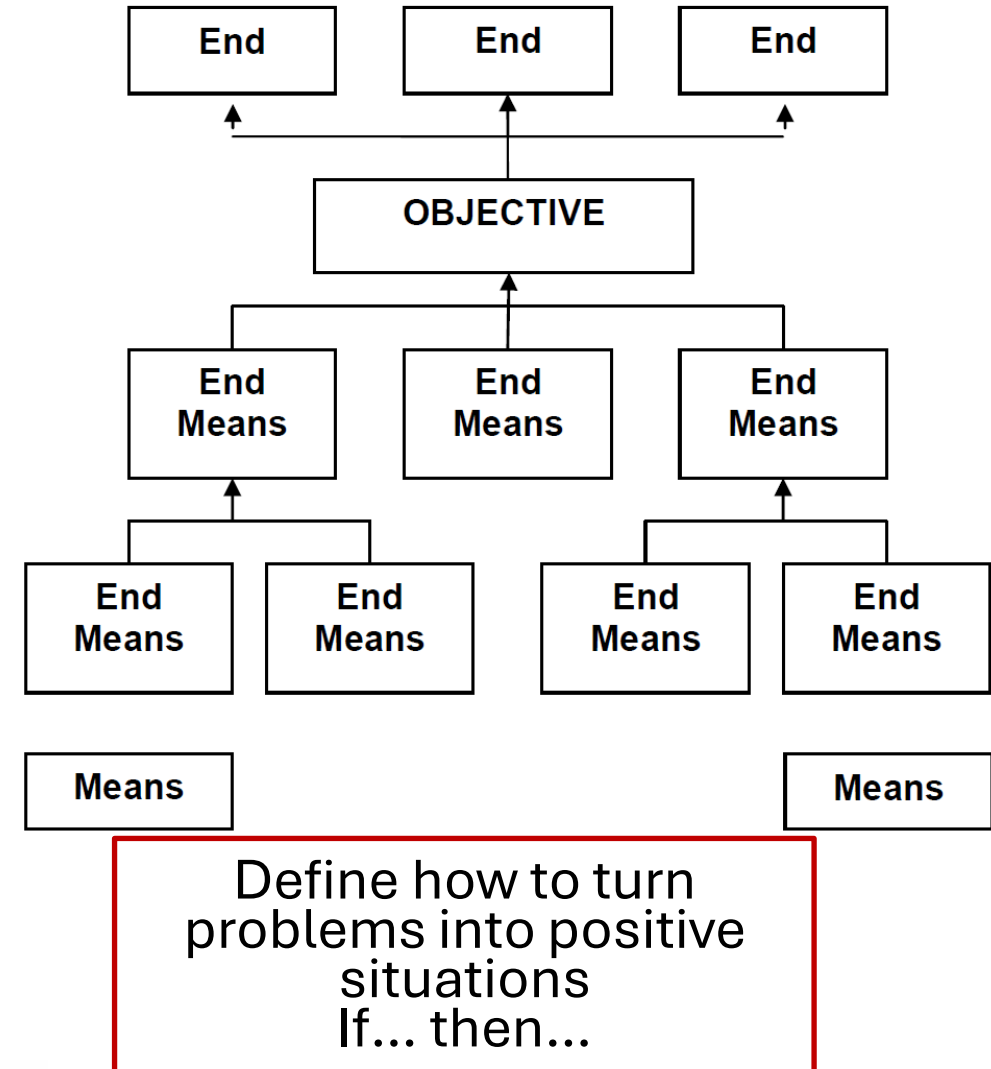 End
End
End
OBJECTIVE
End
Means
End
Means
End
Means
End
Means
End
Means
End
Means
End
Means
Means
Means
Define how to turn
problems into positive
situations
If... then...